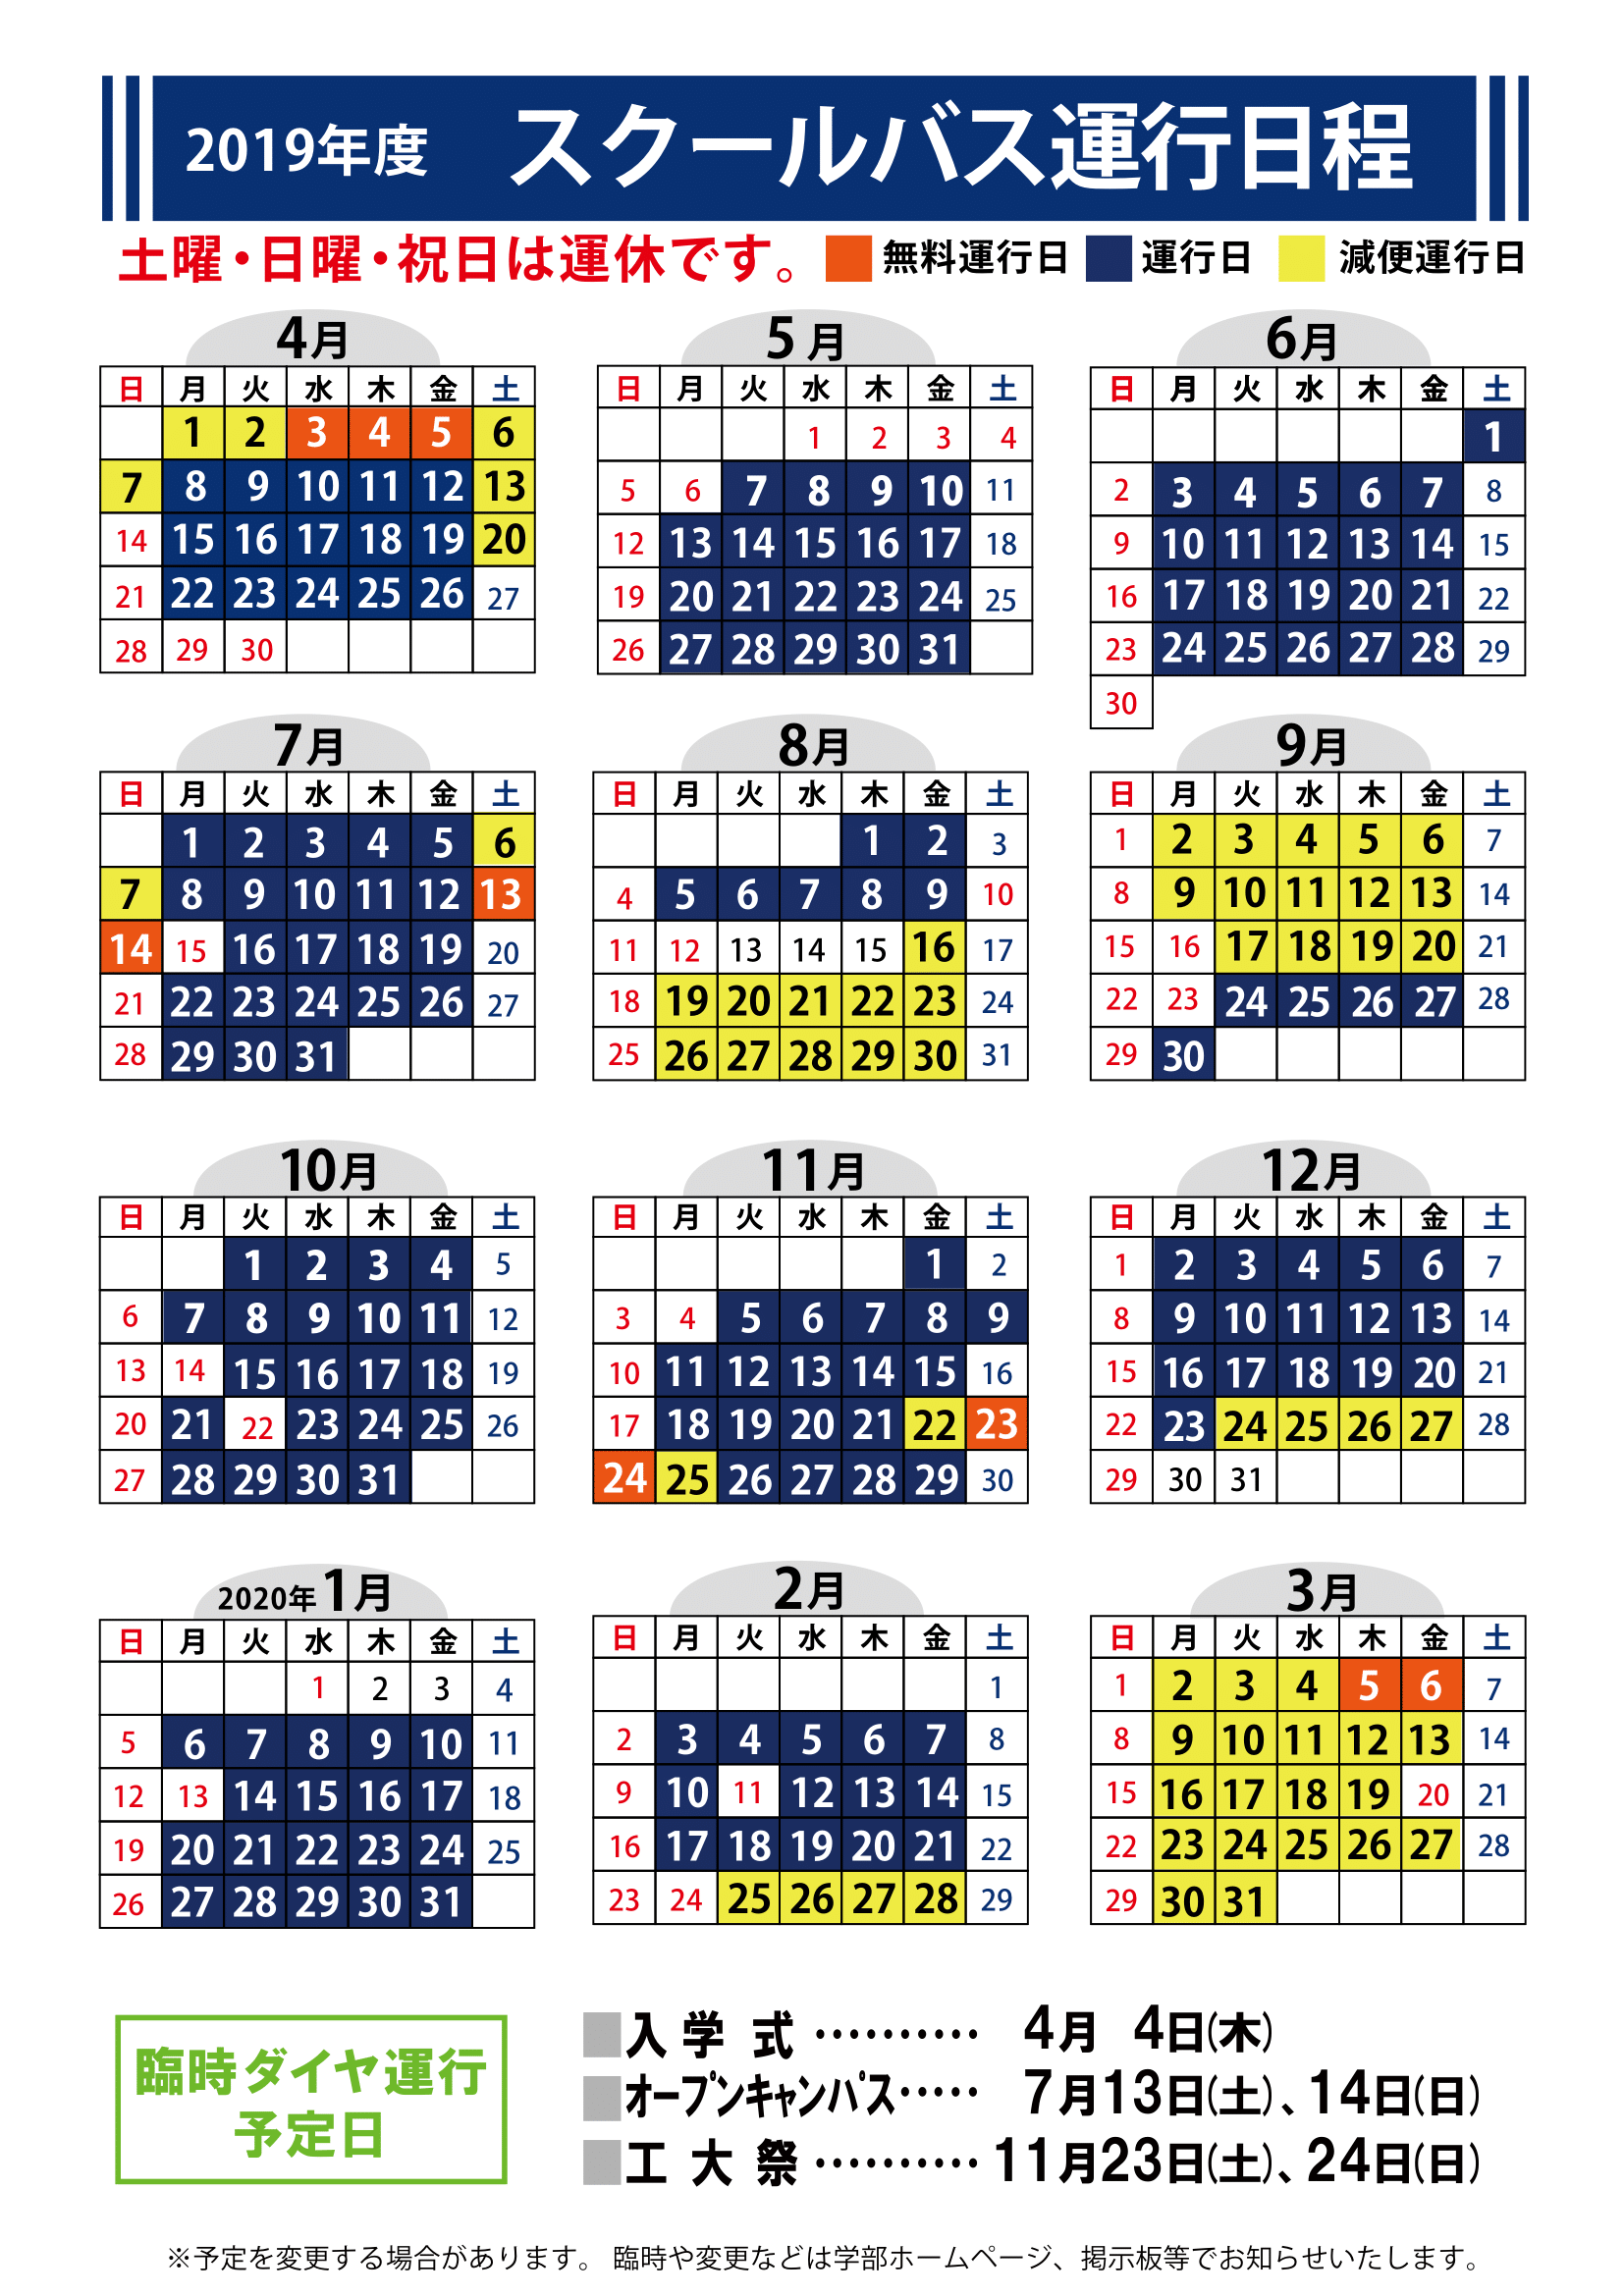 2019年度 スクールバス運行日程
土曜・日曜・祝日は運休です。 無料運行日 運行日 減便運行日
4月 5月 6月
日 月 火 水 木 金 土 日 月 火 水 木 金 土 日 月 火 水 木 金 土
1 2 3 4 5 6 1 2 3 4 1
7 8 9 10 11 12 13 5 6 7 8 9 10 11 2 3 4 5 6 7 8
14 15 16 17 18 19 20 12 13 14 15 16 17 18 9 10 11 12 13 14 15
21 22 23 24 25 26 27 19 20 21 22 23 24 25 16 17 18 19 20 21 22
28 29 30 26 27 28 29 30 31 23 24 25 26 27 28 29
30
7月 8月 9月
日 月 火 水 木 金 土 日 月 火 水 木 金 土 日 月 火 水 木 金 土
1 2 3 4 5 6 1 2 3 1 2 3 4 5 6 7
7 8 9 10 11 12 13 4 5 6 7 8 9 10 8 9 10 11 12 13 14
14 15 16 17 18 19 20 11 12 13 14 15 16 17 15 16 17 18 19 20 21
21 22 23 24 25 26 27 18 19 20 21 22 23 24 22 23 24 25 26 27 28
28 29 30 31 25 26 27 28 29 30 31 29 30
10月 11月 12月
日 月 火 水 木 金 土 日 月 火 水 木 金 土 日 月 火 水 木 金 土
1 2 3 4 5 1 2 1 2 3 4 5 6 7
6 7 8 9 10 11 12 3 4 5 6 7 8 9 8 9 10 11 12 13 14
13 14 15 16 17 18 19 10 11 12 13 14 15 16 15 16 17 18 19 20 21
20 21 22 23 24 25 26 17 18 19 20 21 22 23 22 23 24 25 26 27 28
27 28 29 30 31 24 25 26 27 28 29 30 29 30 31
2020年1月 2月 3月
日 月 火 水 木 金 土 日 月 火 水 木 金 土 日 月 火 水 木 金 土
1 2 3 4 1 1 2 3 4 5 6 7
5 6 7 8 9 10 11 2 3 4 5 6 7 8 8 9 10 11 12 13 14
12 13 14 15 16 17 18 9 10 11 12 13 14 15 15 16 17 18 19 20 21
19 20 21 22 23 24 25 16 17 18 19 20 21 22 22 23 24 25 26 27 28
26 27 28 29 30 31 23 24 25 26 27 28 29 29 30 31
臨時ダイヤ運行
予定日
■入 学 式 ‥‥‥‥‥ 4月 4日(木)
■オープンキャンパス‥‥‥ 7月13日(土)、14日(日)
■工 大 祭 ‥‥‥‥‥ 11月23日(土)、24日(日)
※予定を変更する場合があります。 臨時や変更などは学部ホームページ、掲示板等でお知らせいたします。